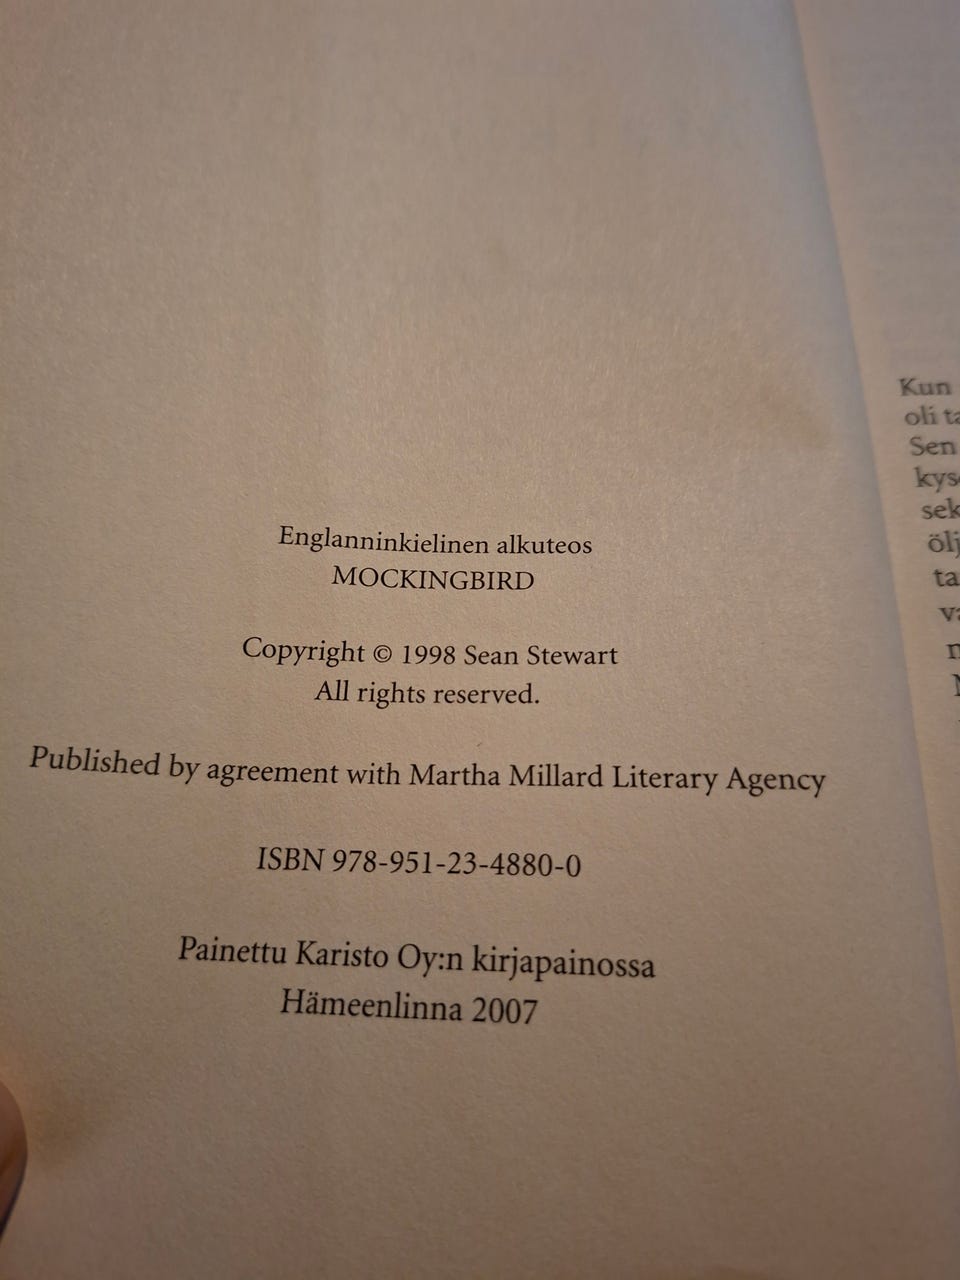 Englanninkielinen alkuteos
MOCKINGBIRD
Copyright © 1998 Sean Stewart
All rights reserved.
Published by agreement with Martha Millard Literary Agency
ISBN 978-951-23-4880-0
Painettu Karisto Oy:n kirjapainossa
Hämeenlinna 2007
Kun
oli
Sen